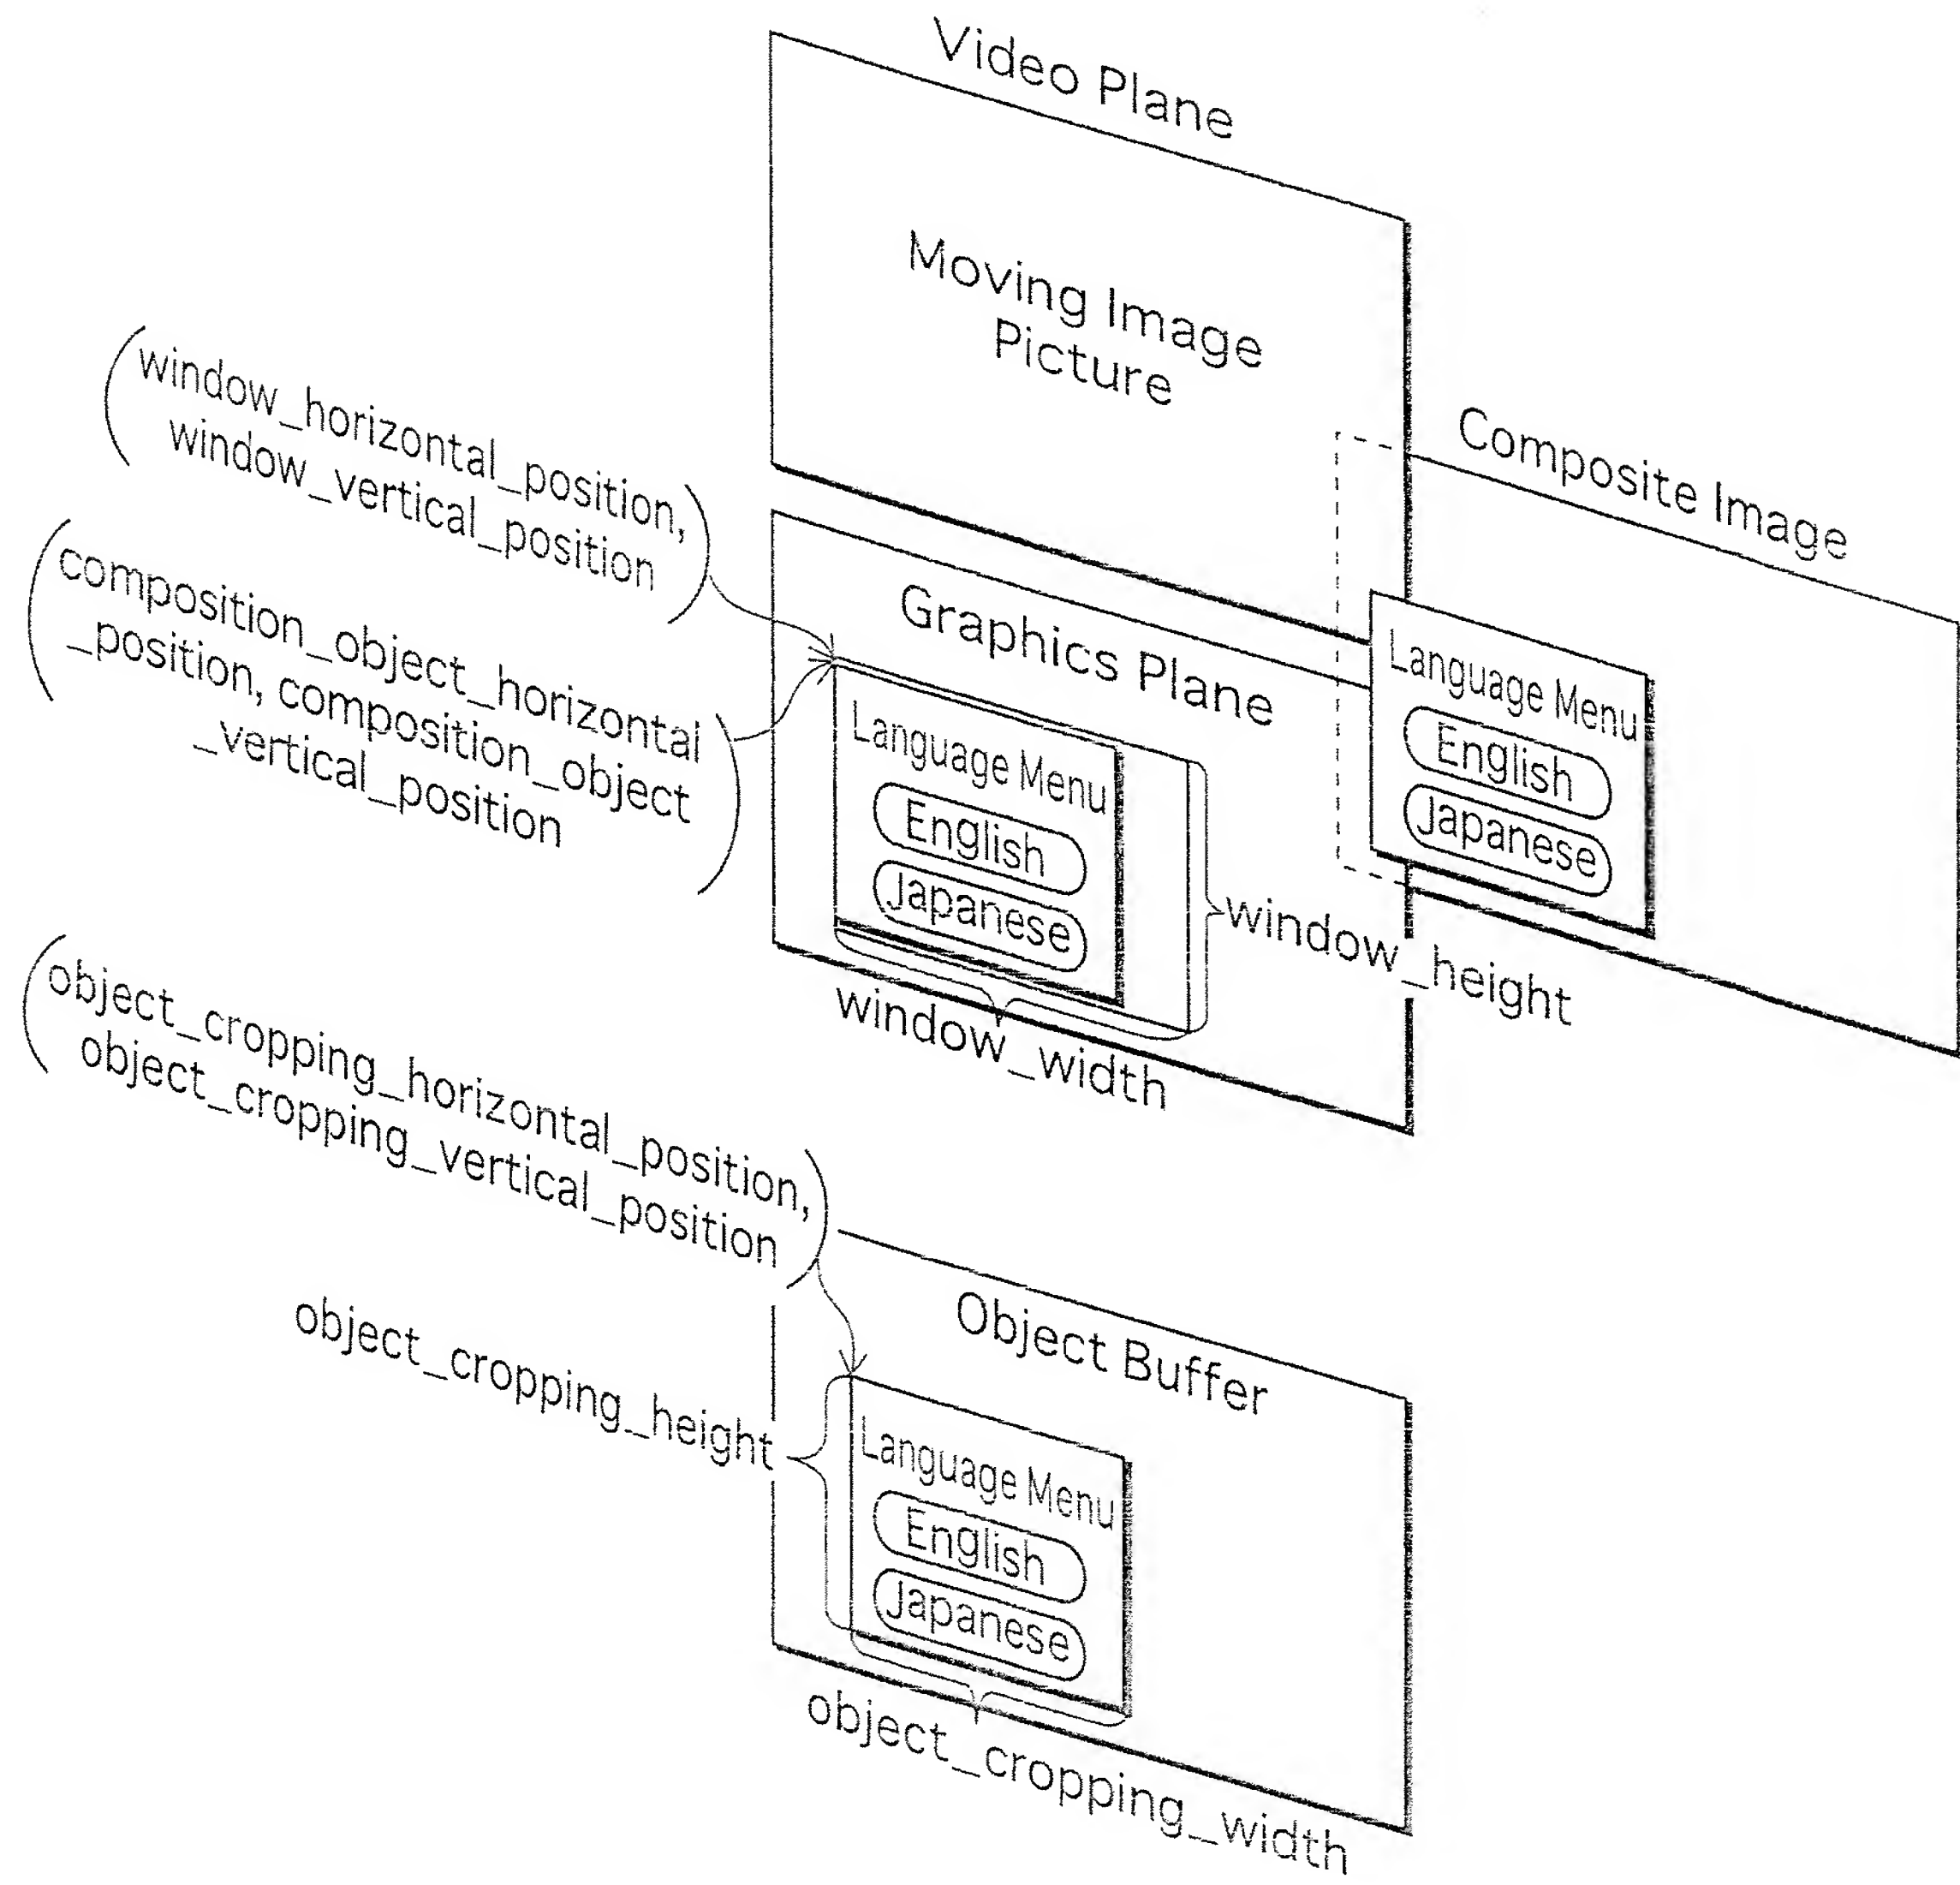 Video Plane
Moving Image
Picture
(window_horizontal_position,
window_vertical_position)
Composite Image
(composition_object_horizontal
_position, composition_object
_vertical_position)
Graphics Plane
Language Menu
English
Japanese
Language Menu
English
Japanese
window_height
window_width
(object_cropping_horizontal_position,
object_cropping_vertical_position)
Object Buffer
object_cropping_height
Language Menu
English
Japanese
object_cropping_width